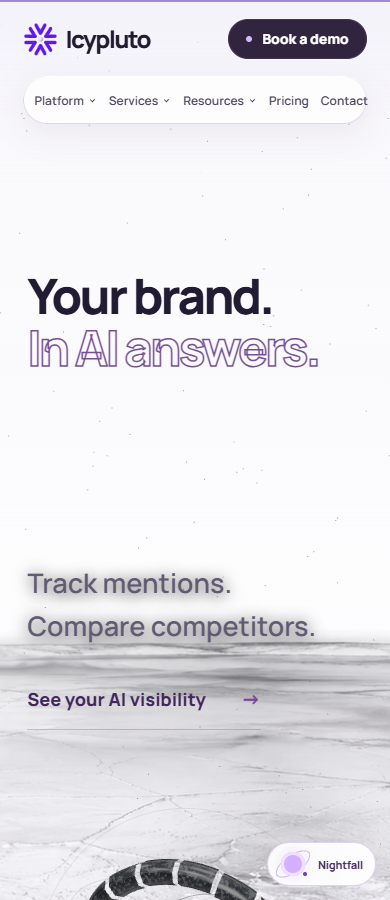 Icypluto
Book a demo
Platform Services Resources Pricing Contact
Your brand.
In AI answers.
Track mentions.
Compare competitors.
See your AI visibility →
Nightfall